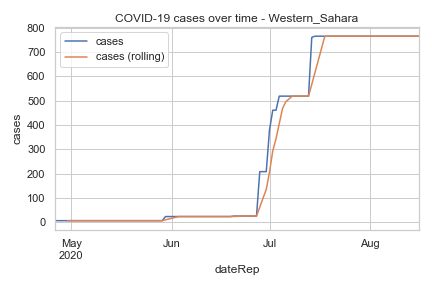 COVID-19 cases over time - Western_Sahara
cases
cases (rolling)
cases
800
700
600
500
400
300
200
100
0
May
2020
Jun
Jul
Aug
dateRep